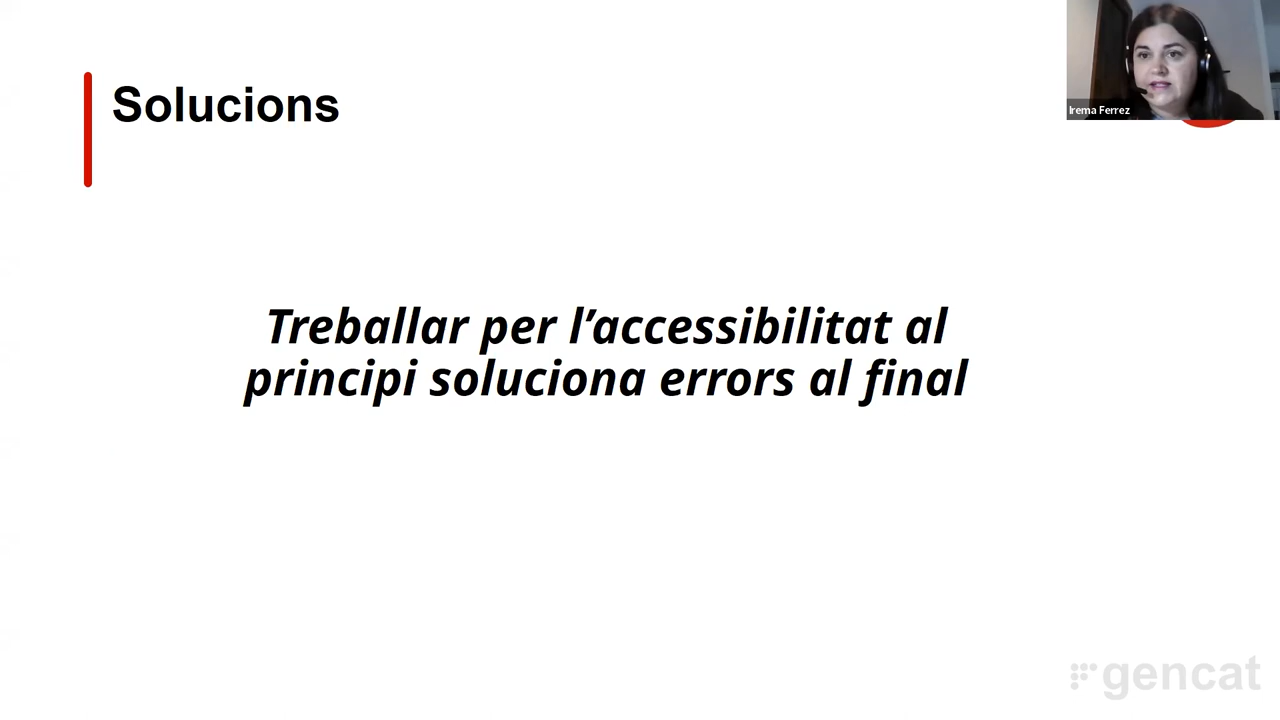 Solucions
Irema Ferrez
Treballar per l’accessibilitat al
principi soluciona errors al final
gencat